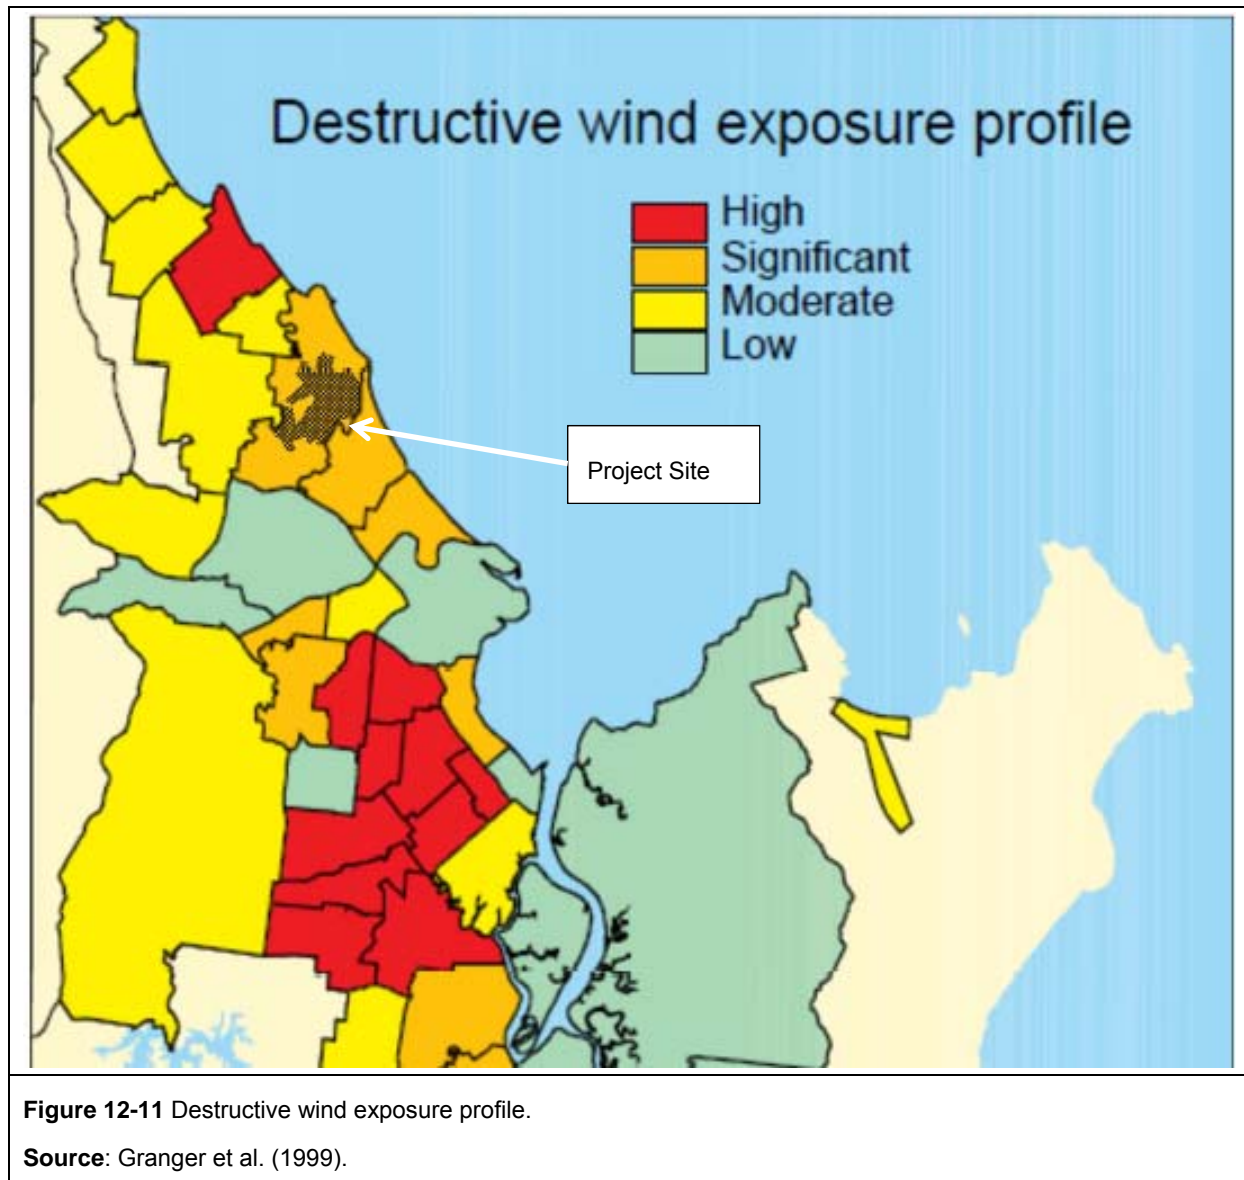 Destructive wind exposure profile
High
Significant
Moderate
Low
Project Site
Figure 12-11 Destructive wind exposure profile.
Source: Granger et al. (1999).